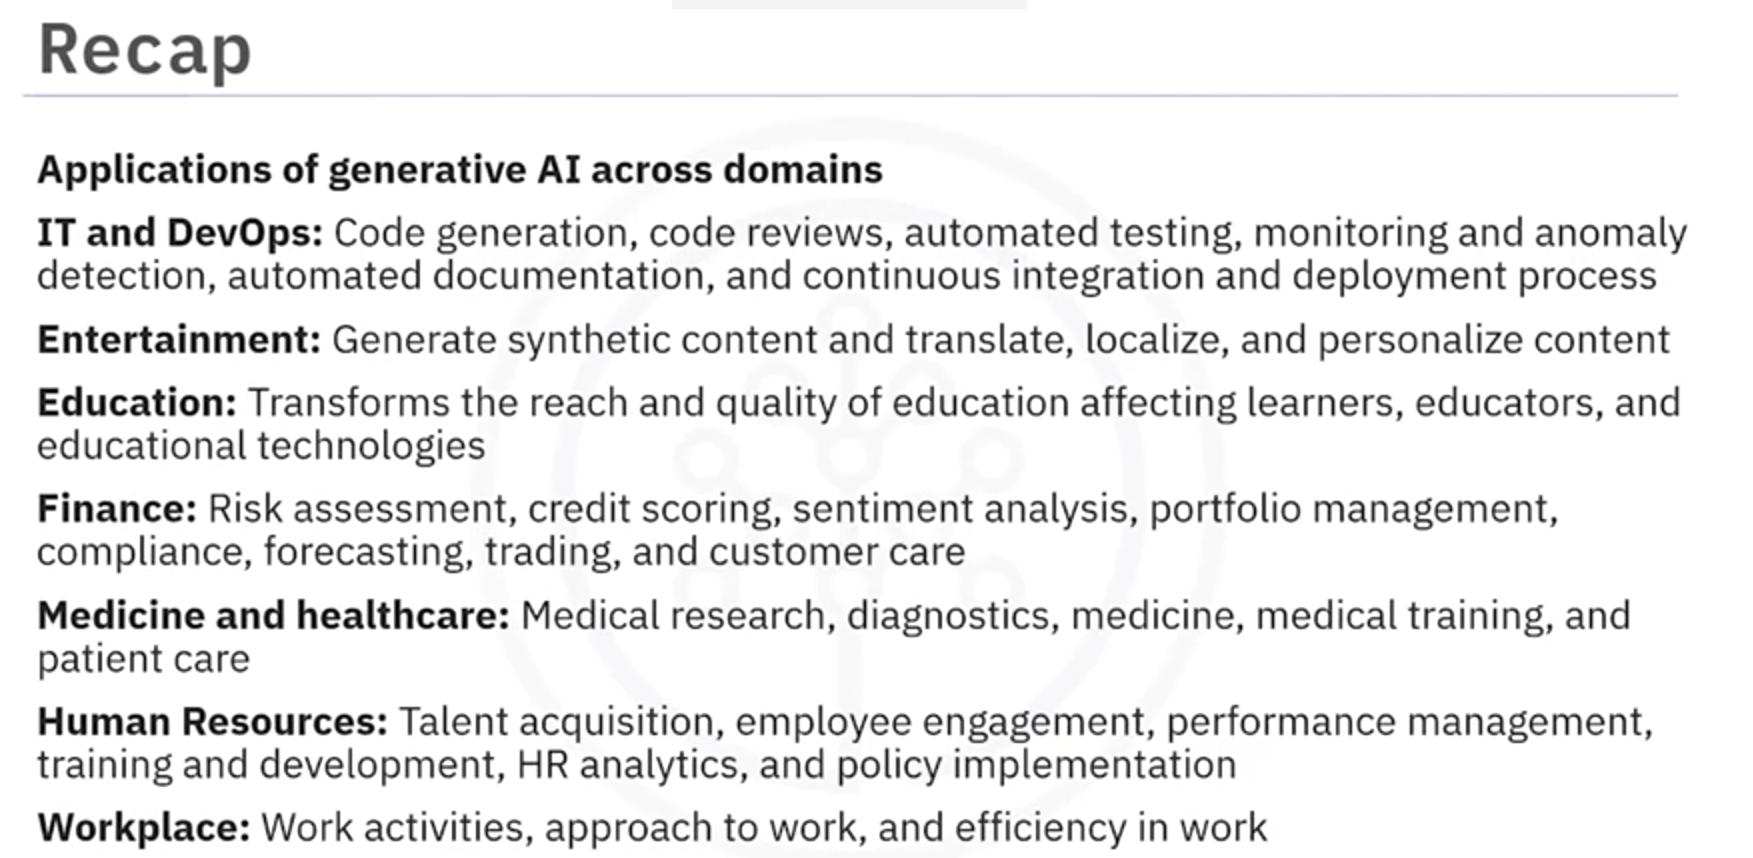 Recap
Applications of generative AI across domains
IT and DevOps: Code generation, code reviews, automated testing, monitoring and anomaly
detection, automated documentation, and continuous integration and deployment process
Entertainment: Generate synthetic content and translate, localize, and personalize content
Education: Transforms the reach and quality of education affecting learners, educators, and
educational technologies
Finance: Risk assessment, credit scoring, sentiment analysis, portfolio management,
compliance, forecasting, trading, and customer care
Medicine and healthcare: Medical research, diagnostics, medicine, medical training, and
patient care
Human Resources: Talent acquisition, employee engagement, performance management,
training and development, HR analytics, and policy implementation
Workplace: Work activities, approach to work, and efficiency in work